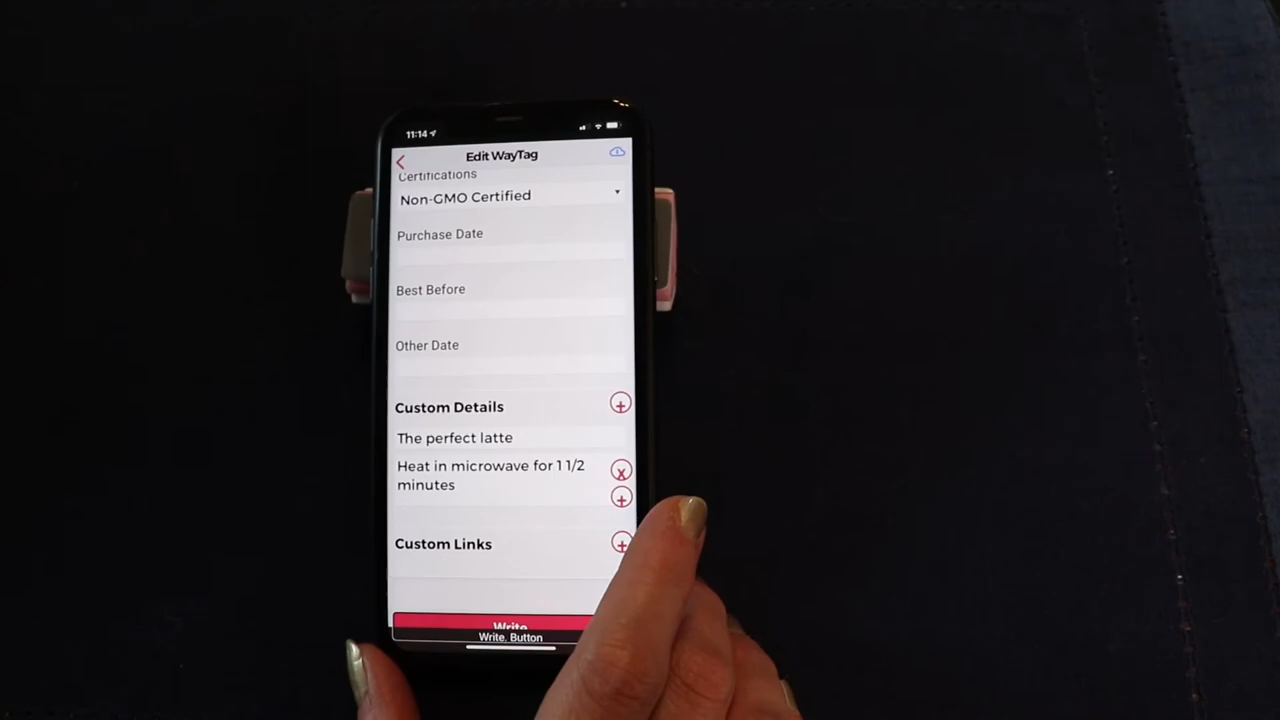 11:14
Edit WayTag
Certifications
Non-GMO Certified
Purchase Date
Best Before
Other Date
Custom Details
The perfect latte
Heat in microwave for 1 1/2
minutes
Custom Links
Write
Write, Button